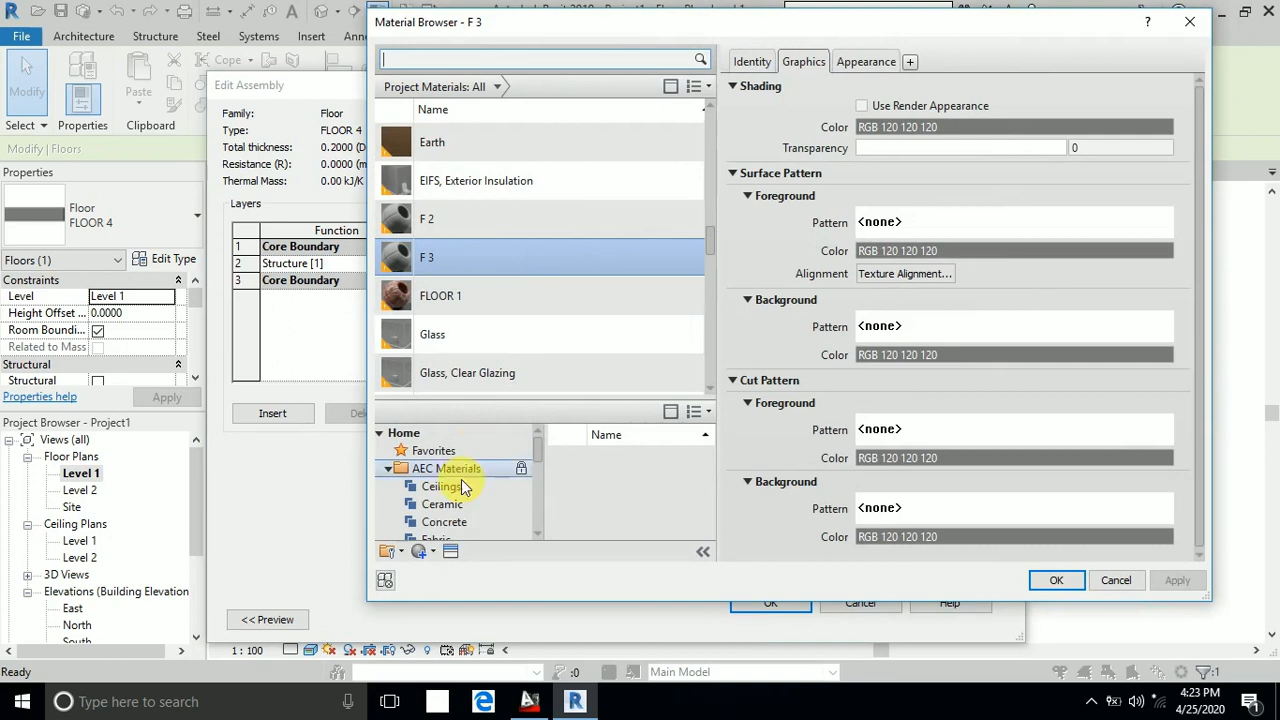 Material Browser - F 3
?
File
Architecture
Structure
Steel
Systems
Insert
Modify
Properties
Cope
Paste
Select
Properties
Clipboard
Modify | Floors
Properties
Floor
FLOOR 4
Floors (1)
Edit Type
Constraints
Level
Level 1
Height Offset ...
0.0000
Room Boundi...
Related to Mass
Structural
Structural
Properties help
Apply
Project Browser - Project1
Views (all)
Floor Plans
Level 1
Level 2
Site
Ceiling Plans
Level 1
Level 2
3D Views
Elevations (Building Elevation
East
North
South
Edit Assembly
Family:
Floor
Type:
FLOOR 4
Total thickness:
0.2000 (D
Resistance (R):
0.0000 (m
Thermal Mass:
0.00 kJ/K
Layers
Function
1 Core Boundary
2 Structure [1]
3 Core Boundary
Insert
<< Preview
OK
Cancel
Help
Project Materials: All
Name
Earth
EIFS, Exterior Insulation
F 2
F 3
FLOOR 1
Glass
Glass, Clear Glazing
Home
Favorites
AEC Materials
Ceilings
Ceramic
Concrete
Fabric
Name
Identity
Graphics
Appearance
Shading
Use Render Appearance
Color
RGB 120 120 120
Transparency
0
Surface Pattern
Foreground
Pattern
<none>
Color
RGB 120 120 120
Alignment
Texture Alignment...
Background
Pattern
<none>
Color
RGB 120 120 120
Cut Pattern
Foreground
Pattern
<none>
Color
RGB 120 120 120
Background
Pattern
<none>
Color
RGB 120 120 120
OK
Cancel
Apply
1 : 100
Ready
:0
Main Model
:1
Type here to search
4:23 PM
4/25/2020